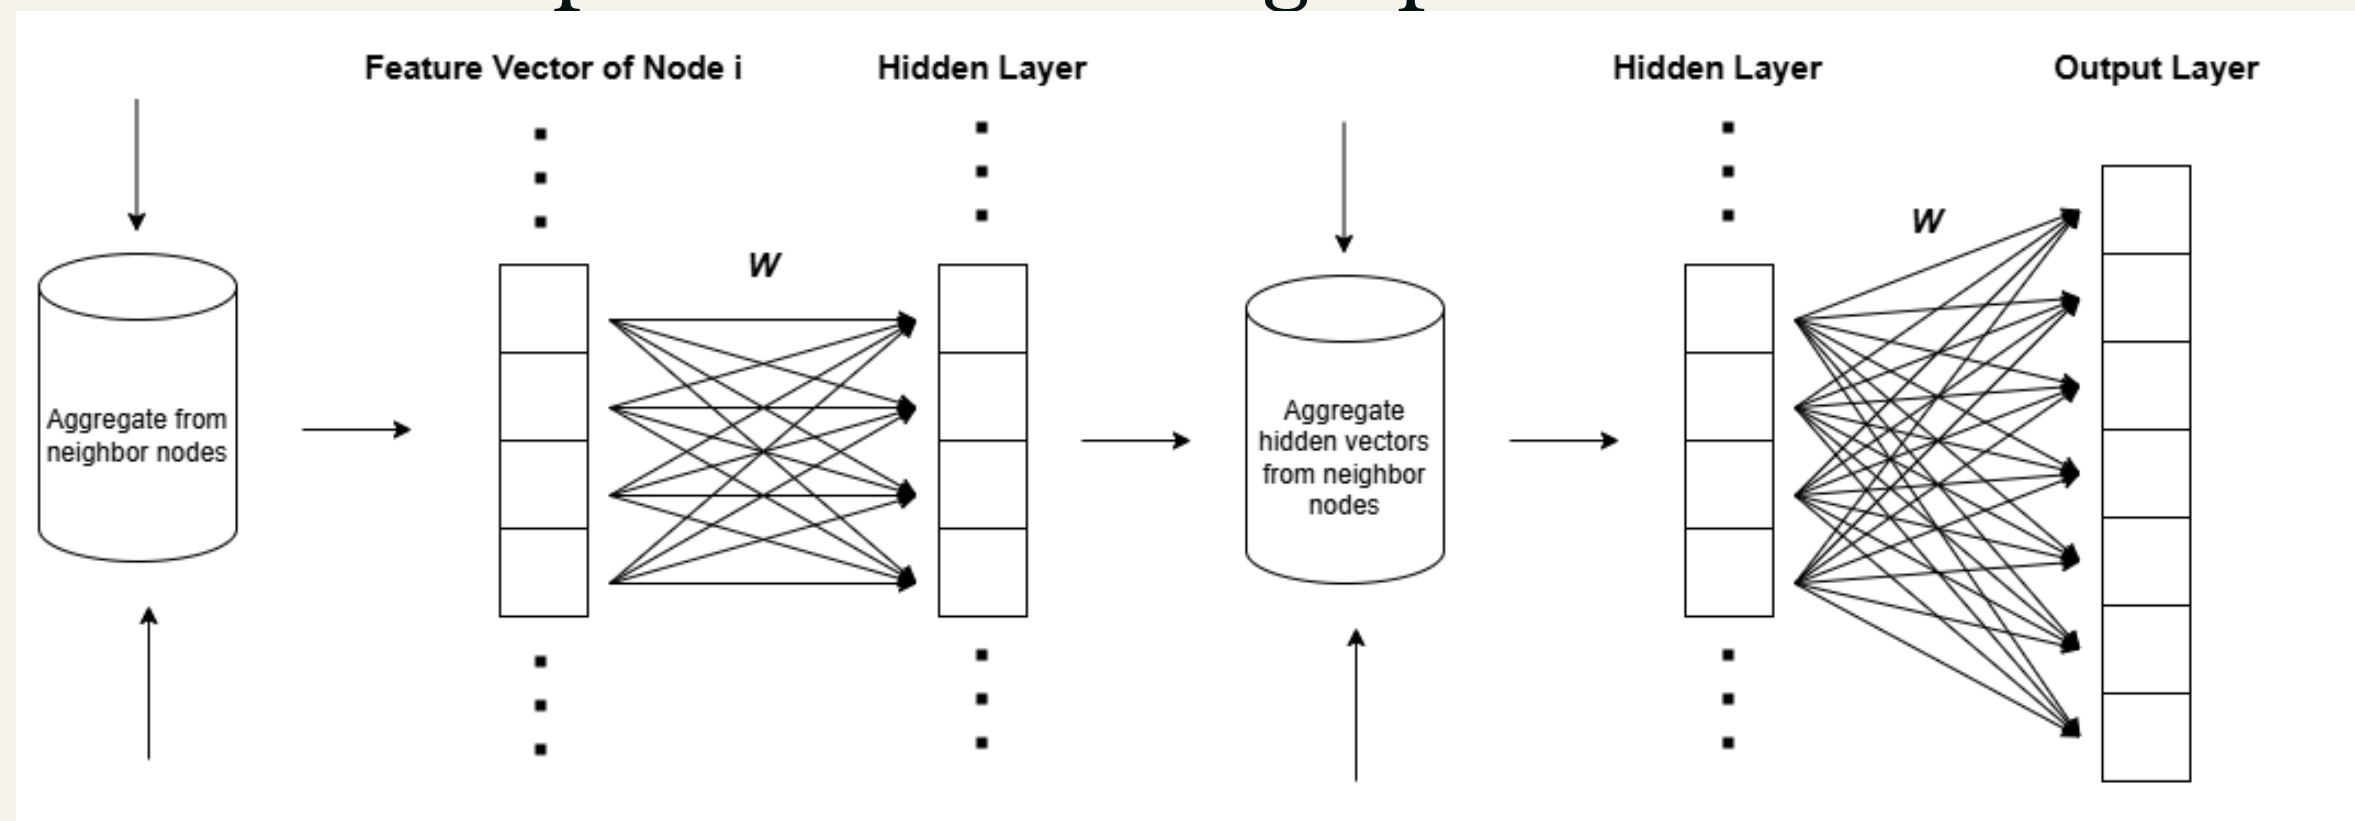 Feature Vector of Node i
Hidden Layer
Hidden Layer
Output Layer
W
W
Aggregate from
neighbor nodes
Aggregate
hidden vectors
from neighbor
nodes